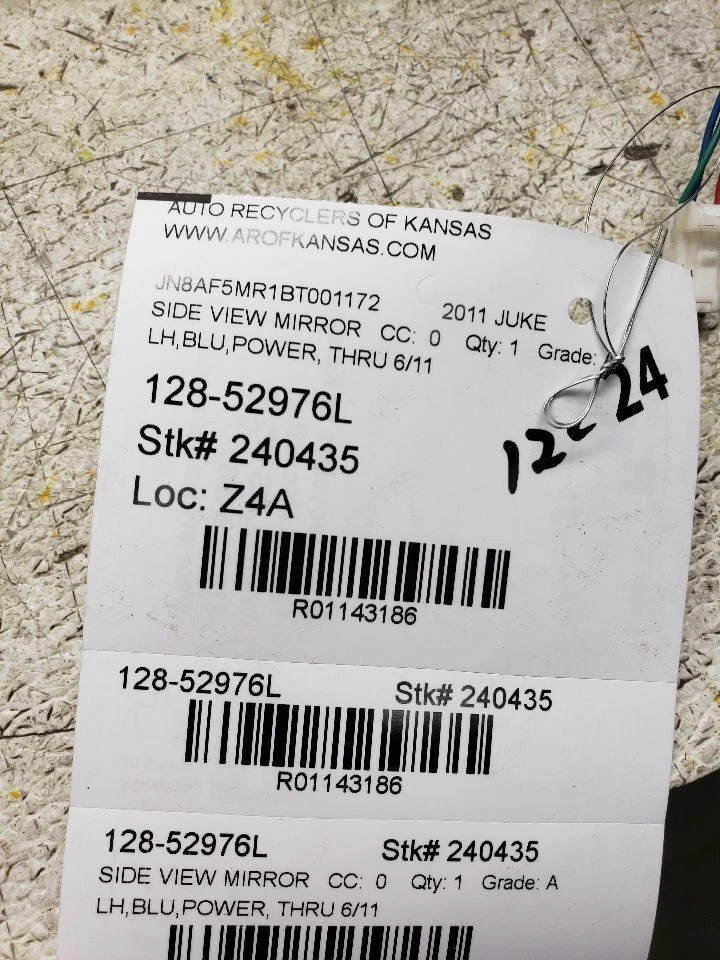 AUTO RECYCLERS OF KANSAS
WWW.AROFKANSAS.COM
JN8AF5MR1BT001172 2011 JUKE
SIDE VIEW MIRROR CC: 0 Qty: 1 Grade:
LH,BLU,POWER, THRU 6/11
128-52976L
12-24
Stk# 240435
Loc: Z4A
R01143186
128-52976L Stk# 240435
R01143186
128-52976L Stk# 240435
SIDE VIEW MIRROR CC: 0 Qty: 1 Grade: A
LH,BLU,POWER, THRU 6/11